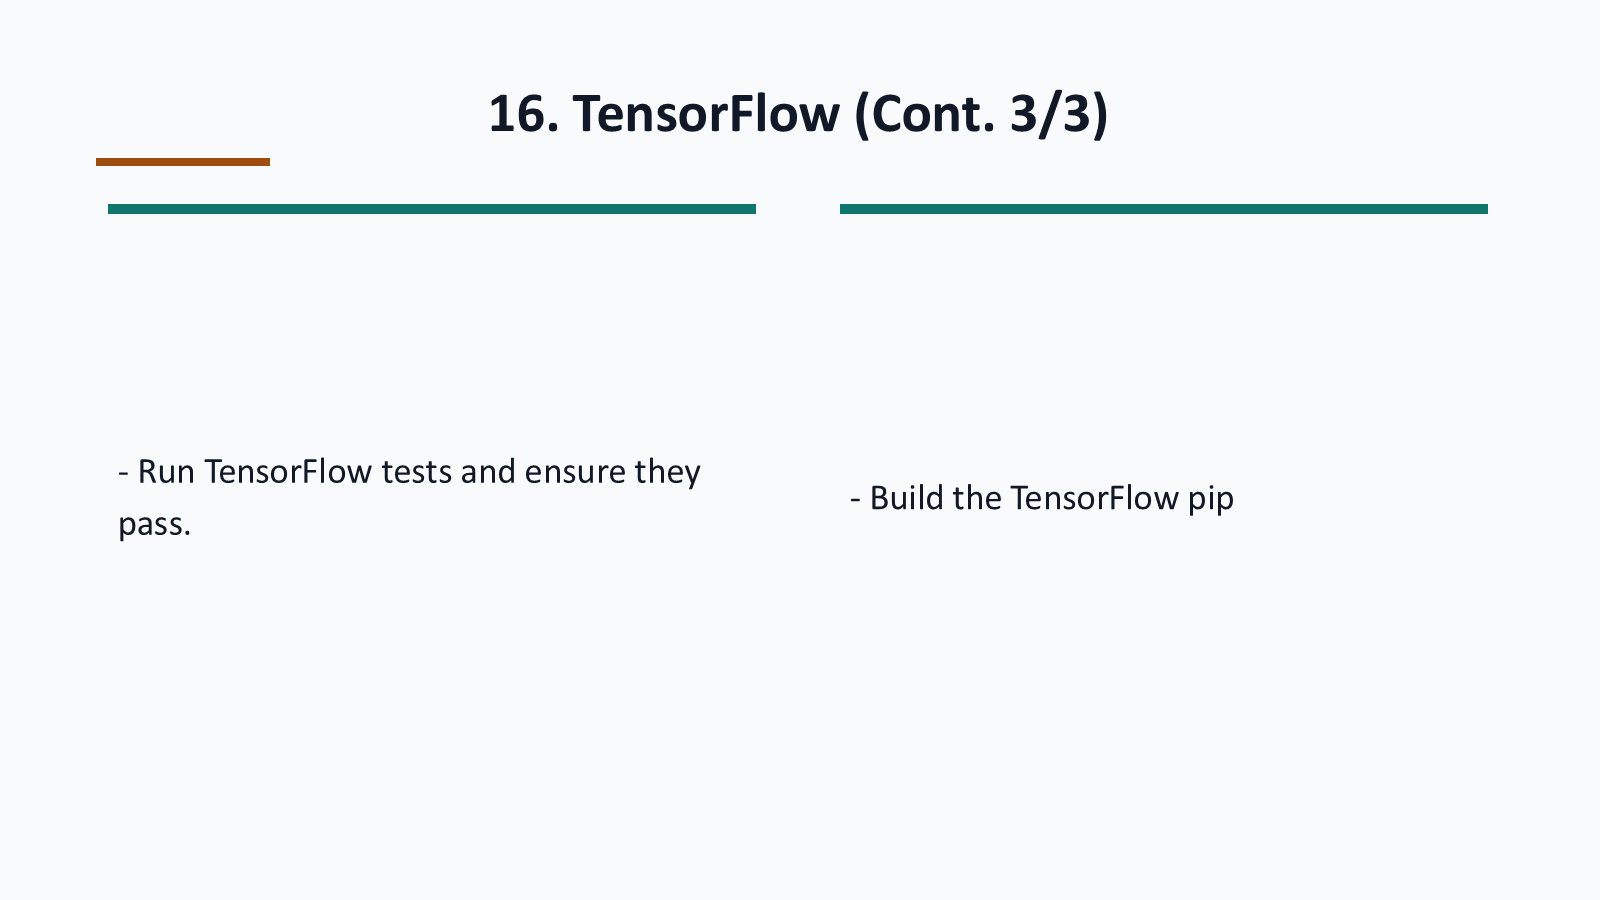 16. TensorFlow (Cont. 3/3)
- Run TensorFlow tests and ensure they
pass.
- Build the TensorFlow pip